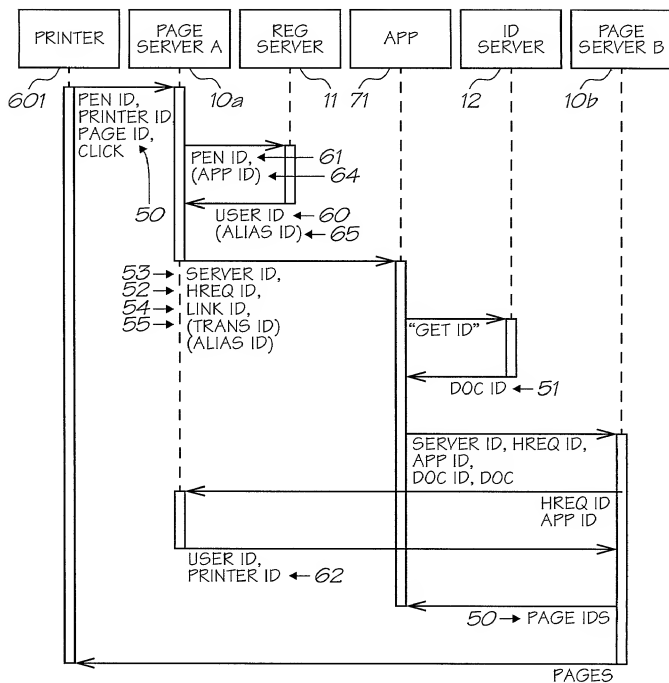 PRINTER
PAGE
SERVER A
REG
SERVER
APP
ID
SERVER
PAGE
SERVER B
601
10a
11
71
12
10b
PEN ID,
PRINTER ID,
PAGE ID,
CLICK
50
PEN ID, 61
(APP ID) 64
USER ID 60
(ALIAS ID) 65
53 SERVER ID,
52 HREQ ID,
54 LINK ID,
55 (TRANS ID)
(ALIAS ID)
“GET ID”
DOC ID 51
SERVER ID, HREQ ID,
APP ID,
DOC ID, DOC
HREQ ID
APP ID
USER ID,
PRINTER ID 62
50 PAGE IDS
PAGES